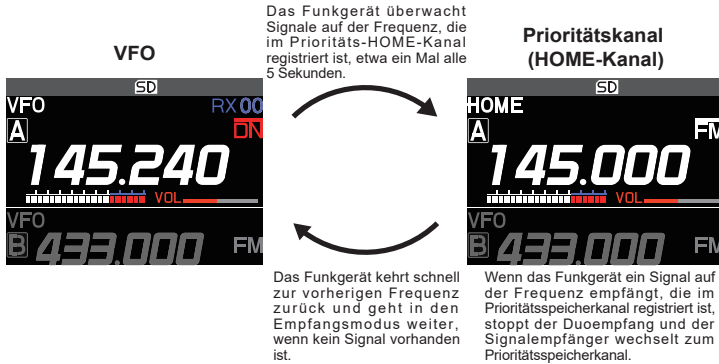 Das Funkgerät überwacht
Signale auf der Frequenz, die
im Prioritäts-HOME-Kanal
registriert ist, etwa ein Mal alle
5 Sekunden.
VFO
Prioritätskanal
(HOME-Kanal)
SD
VFO
RX 00
A
DN
145.240
VOL
VFO
B
433.000
FM
SD
HOME
A
FM
145.000
VOL
VFO
B
433.000
FM
Das Funkgerät kehrt schnell
zur vorherigen Frequenz
zurück und geht in den
Empfangsmodus weiter,
wenn kein Signal vorhanden
ist.
Wenn das Funkgerät ein Signal auf
der Frequenz empfängt, die im
Prioritätsspeicherkanal registriert ist,
stoppt der Duoempfang und der
Signalempfänger wechselt zum
Prioritätsspeicherkanal.